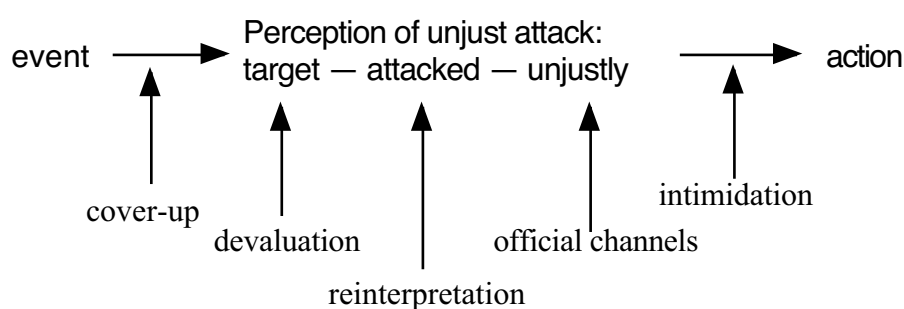 Perception of unjust attack:
event target — attacked — unjustly action
cover-up
intimidation
devaluation official channels
reinterpretation